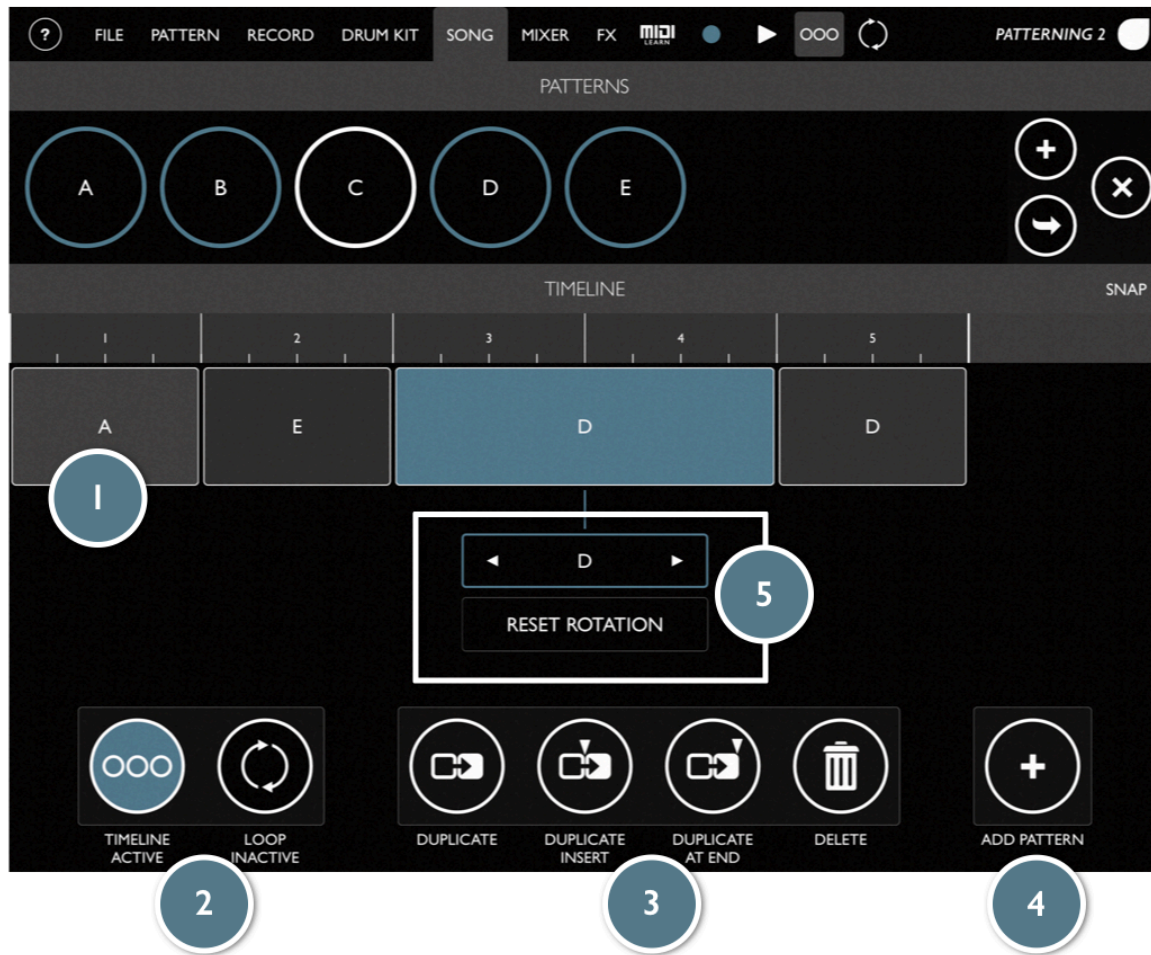 ? FILE PATTERN RECORD DRUM KIT SONG MIXER FX MIDI LEARN PATTERNING 2
PATTERNS
A B C D E
TIMELINE SNAP
1 2 3 4 5
A E D D
1
D
5
RESET ROTATION
TIMELINE ACTIVE
LOOP INACTIVE
DUPLICATE
DUPLICATE INSERT
DUPLICATE AT END
DELETE
ADD PATTERN
2 3 4